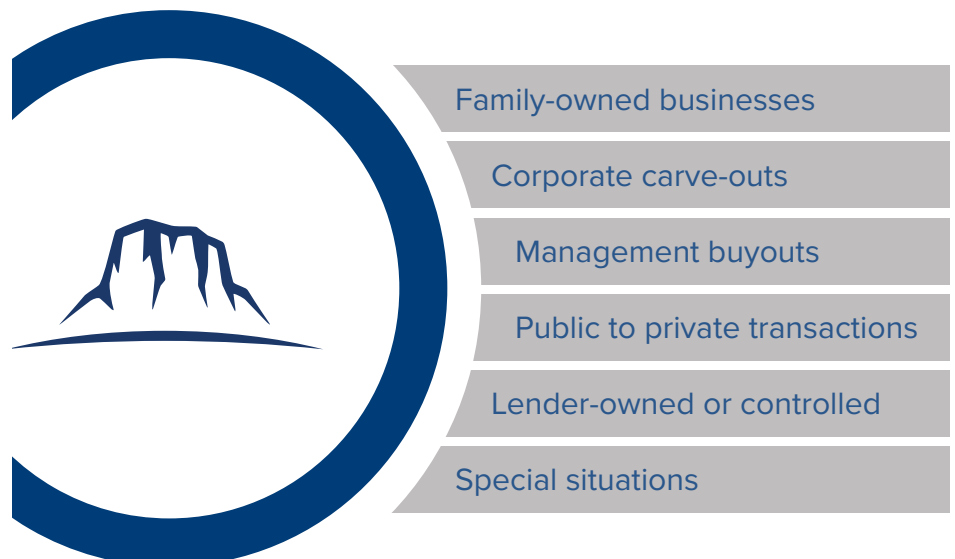 Family-owned businesses
Corporate carve-outs
Management buyouts
Public to private transactions
Lender-owned or controlled
Special situations